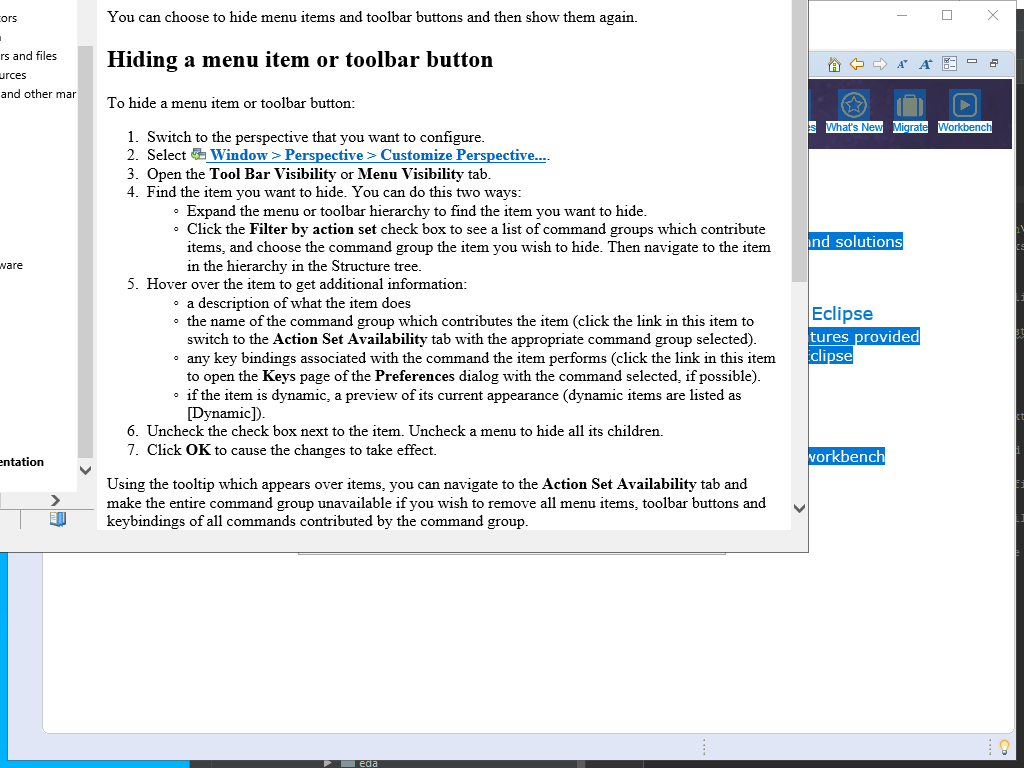 You can choose to hide menu items and toolbar buttons and then show them again.
Hiding a menu item or toolbar button
To hide a menu item or toolbar button:
1. Switch to the perspective that you want to configure.
2. Select Window > Perspective > Customize Perspective....
3. Open the Tool Bar Visibility or Menu Visibility tab.
4. Find the item you want to hide. You can do this two ways:
◦ Expand the menu or toolbar hierarchy to find the item you want to hide.
◦ Click the Filter by action set check box to see a list of command groups which contribute
items, and choose the command group the item you wish to hide. Then navigate to the item
in the hierarchy in the Structure tree.
5. Hover over the item to get additional information:
◦ a description of what the item does
◦ the name of the command group which contributes the item (click the link in this item to
switch to the Action Set Availability tab with the appropriate command group selected).
◦ any key bindings associated with the command the item performs (click the link in this item
to open the Keys page of the Preferences dialog with the command selected, if possible).
◦ if the item is dynamic, a preview of its current appearance (dynamic items are listed as
[Dynamic]).
6. Uncheck the check box next to the item. Uncheck a menu to hide all its children.
7. Click OK to cause the changes to take effect.
Using the tooltip which appears over items, you can navigate to the Action Set Availability tab and
make the entire command group unavailable if you wish to remove all menu items, toolbar buttons and
keybindings of all commands contributed by the command group.
ors
rs and files
urces
and other mar
ware
entation
es What's New Migrate Workbench
and solutions
Eclipse
tures provided
clipse
workbench
eda